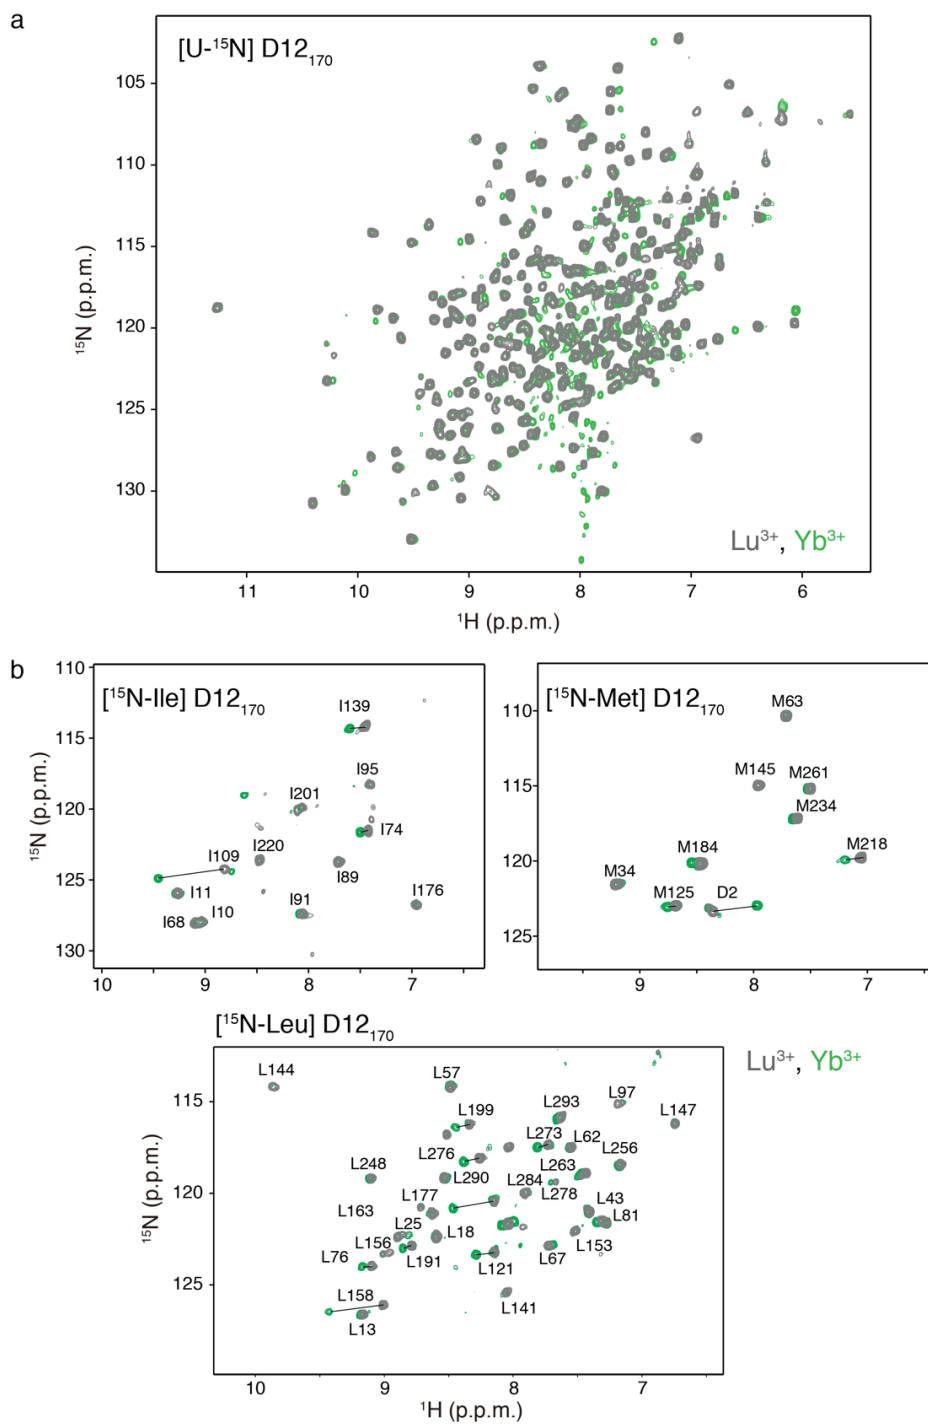 a
[U-¹⁵N] D12₁₇₀
105
110
115
120
125
130
¹⁵N (p.p.m.)
Lu³⁺, Yb³⁺
11 10 9 8 7 6
¹H (p.p.m.)
b
[¹⁵N-Ile] D12₁₇₀
110
115
120
125
130
¹⁵N (p.p.m.)
I139
I95
I201
I74
I220
I109
I89
I11
I176
I10
I91
I68
10 9 8 7
[¹⁵N-Met] D12₁₇₀
110
115
120
125
M63
M145
M261
M234
M218
M184
M34
D2
M125
9 8 7
[¹⁵N-Leu] D12₁₇₀
Lu³⁺, Yb³⁺
115
120
125
¹⁵N (p.p.m.)
L144
L57
L97
L293
L199
L147
L273
L62
L276
L256
L248
L290
L263
L284
L177
L278
L163
L43
L25
L18
L81
L156
L153
L76
L191
L67
L121
L158
L141
L13
10 9 8 7
¹H (p.p.m.)